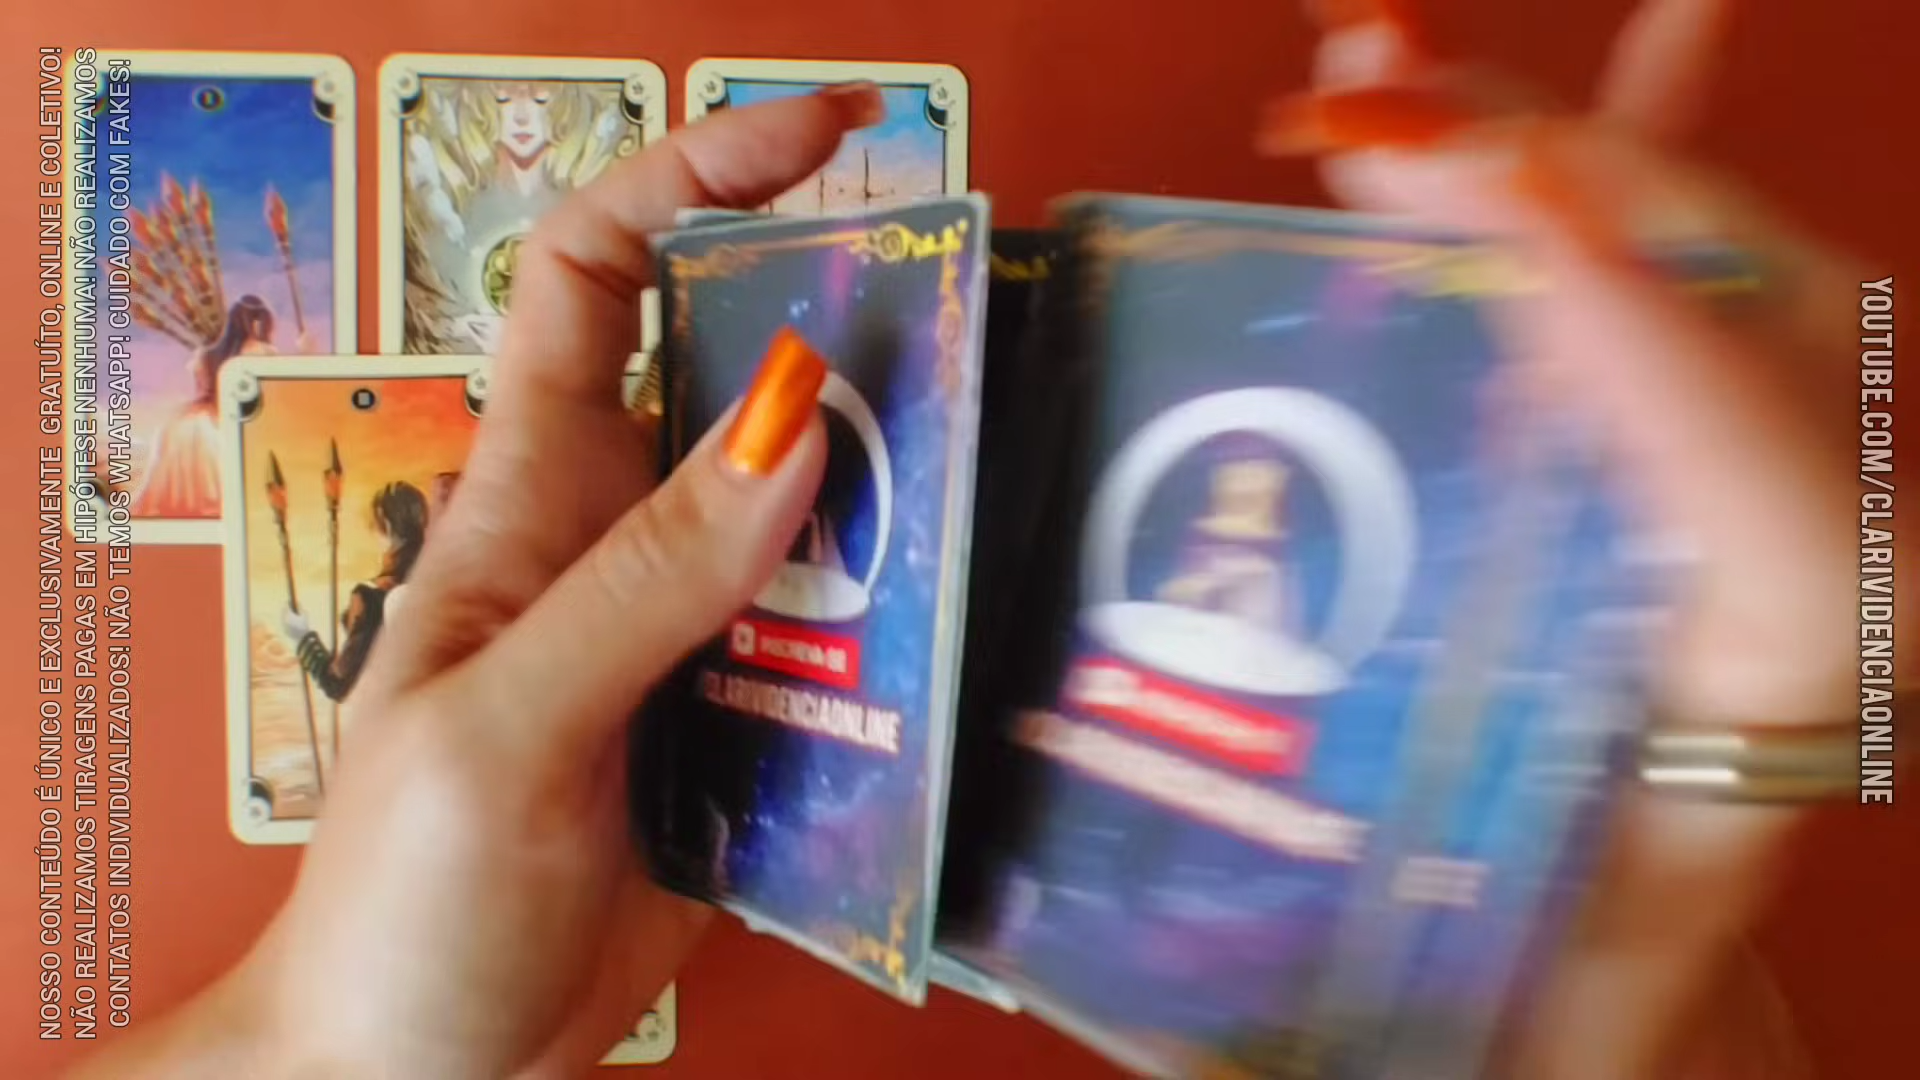 NOSSO CONTEÚDO É ÚNICO E EXCLUSIVAMENTE GRATUÍTO, ONLINE E COLETIVO!
NÃO REALIZAMOS TIRAGENS PAGAS EM HIPÓTESE NENHUMA! NÃO REALIZAMOS
CONTATOS INDIVIDUALIZADOS! NÃO TEMOS WHATSAPP! CUIDADO COM FAKES!
CLARIVIDENCIAONLINE
YOUTUBE.COM/CLARIVIDENCIAONLINE